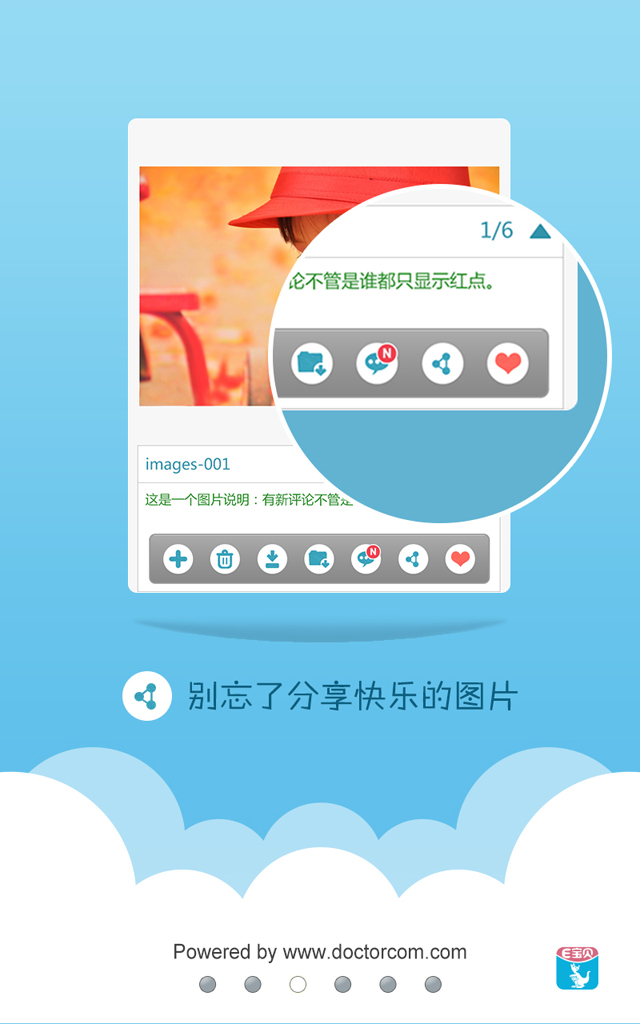 1/6
论不管是谁都只显示红点。
N
images-001
这是一个图片说明：有新评论不管是
N
别忘了分享快乐的图片
Powered by www.doctorcom.com
E宝贝